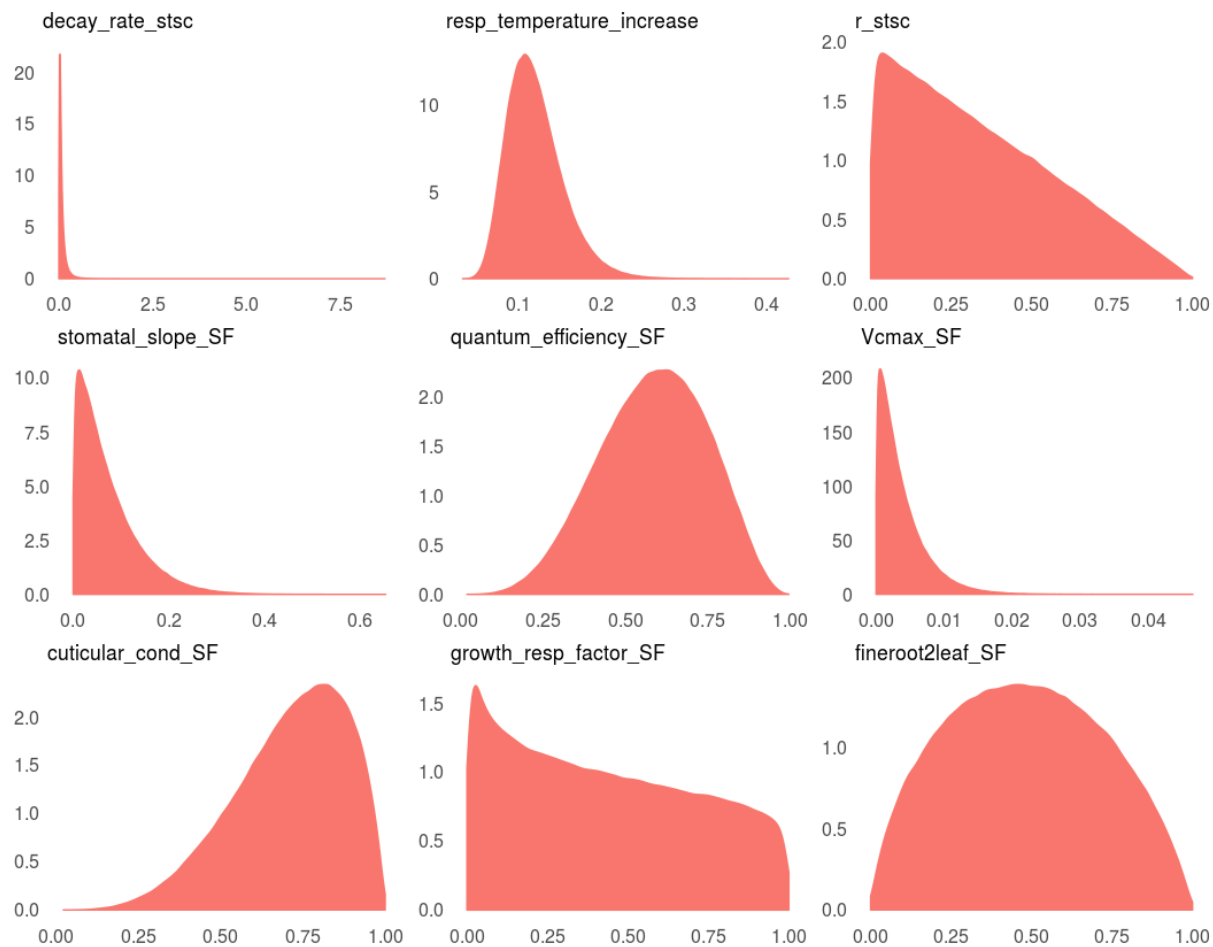 decay_rate_stsc
20
15
10
5
0
0.0 2.5 5.0 7.5
resp_temperature_increase
10
5
0
0.1 0.2 0.3 0.4
r_stsc
2.0
1.5
1.0
0.5
0.0
0.00 0.25 0.50 0.75 1.00
stomatal_slope_SF
10.0
7.5
5.0
2.5
0.0
0.0 0.2 0.4 0.6
quantum_efficiency_SF
2.0
1.5
1.0
0.5
0.0
0.00 0.25 0.50 0.75 1.00
Vcmax_SF
200
150
100
50
0
0.00 0.01 0.02 0.03 0.04
cuticular_cond_SF
2.0
1.5
1.0
0.5
0.0
0.00 0.25 0.50 0.75 1.00
growth_resp_factor_SF
1.5
1.0
0.5
0.0
0.00 0.25 0.50 0.75 1.00
fineroot2leaf_SF
1.0
0.5
0.0
0.00 0.25 0.50 0.75 1.00